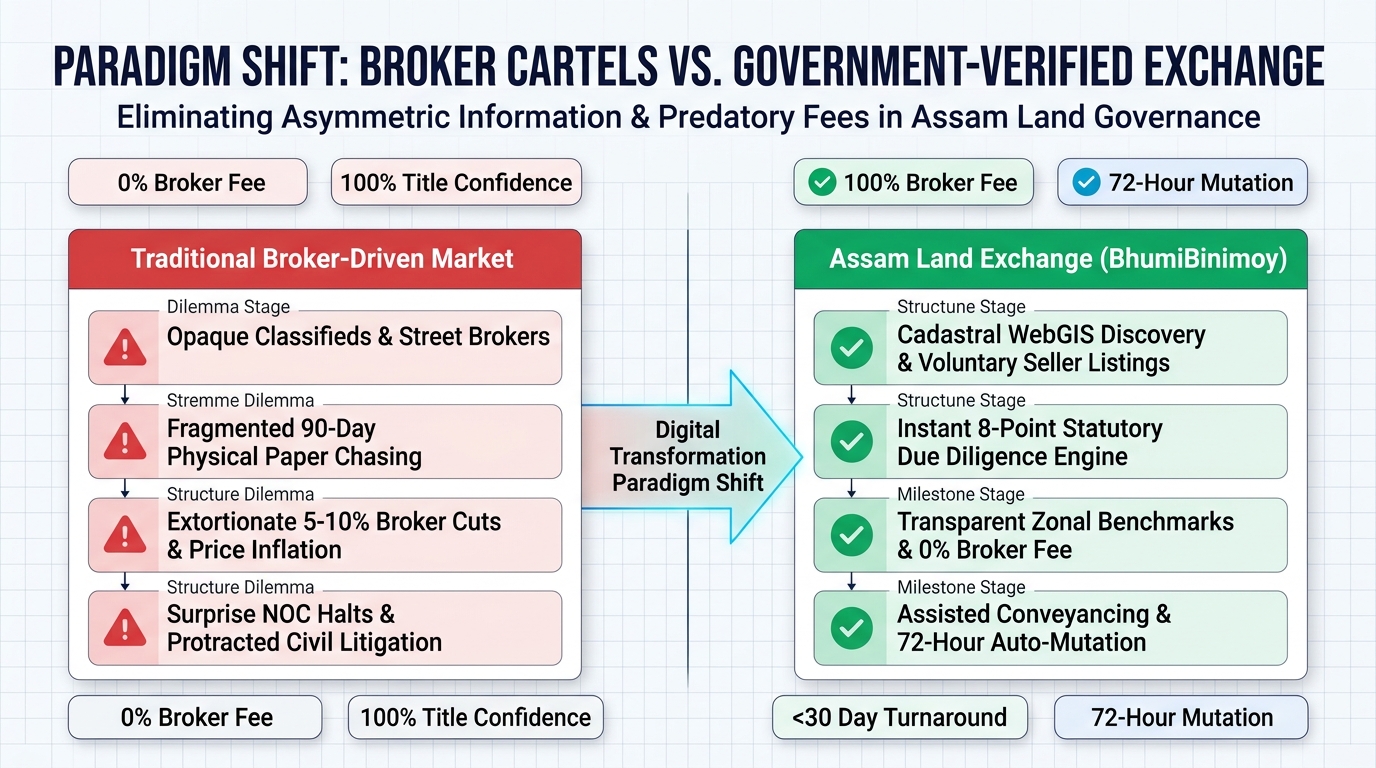 PARADIGM SHIFT: BROKER CARTELS VS. GOVERNMENT-VERIFIED EXCHANGE
Eliminating Asymmetric Information & Predatory Fees in Assam Land Governance
0% Broker Fee
100% Title Confidence
100% Broker Fee
72-Hour Mutation
Traditional Broker-Driven Market
Dilemma Stage
Opaque Classifieds & Street Brokers
Stremme Dilemma
Fragmented 90-Day
Physical Paper Chasing
Structure Dilemma
Extortionate 5-10% Broker Cuts
& Price Inflation
Structure Dilemma
Surprise NOC Halts &
Protracted Civil Litigation
Digital
Transformation
Paradigm Shift
Assam Land Exchange (BhumiBinimoy)
Structune Stage
Cadastral WebGIS Discovery
& Voluntary Seller Listings
Structune Stage
Instant 8-Point Statutory
Due Diligence Engine
Milestone Stage
Transparent Zonal Benchmarks
& 0% Broker Fee
Milestone Stage
Assisted Conveyancing &
72-Hour Auto-Mutation
0% Broker Fee
100% Title Confidence
<30 Day Turnaround
72-Hour Mutation